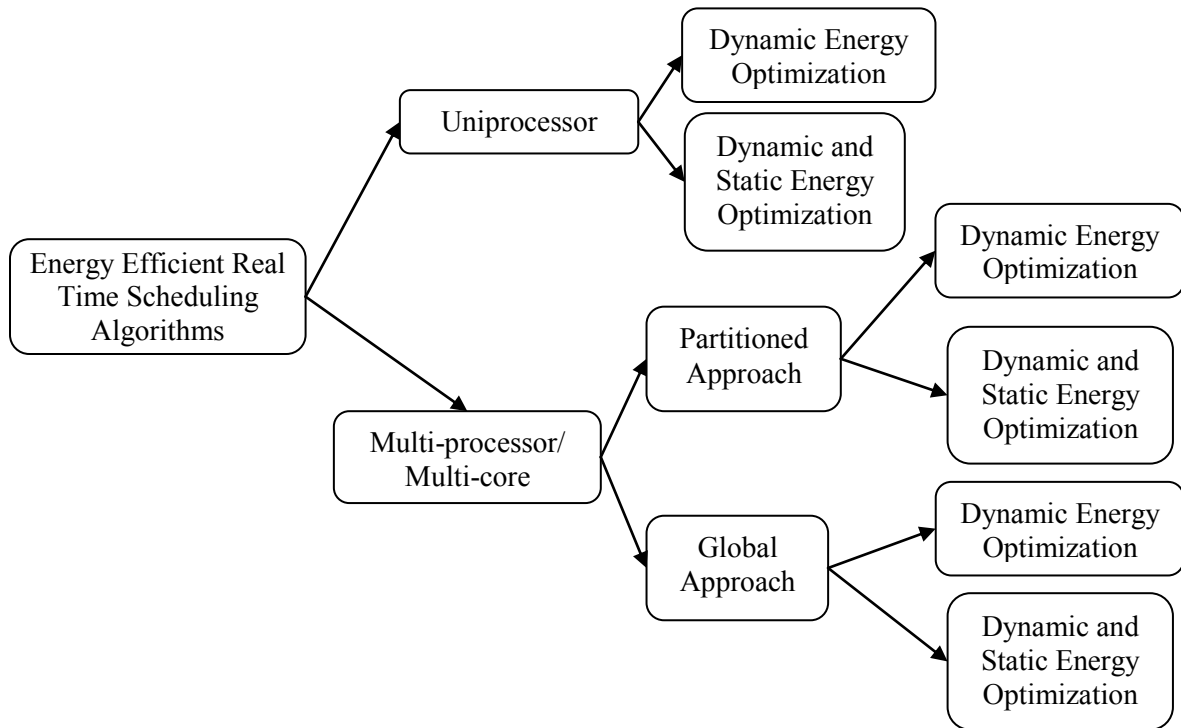 Energy Efficient Real
Time Scheduling
Algorithms
Uniprocessor
Dynamic Energy
Optimization
Dynamic and
Static Energy
Optimization
Multi-processor/
Multi-core
Partitioned
Approach
Dynamic Energy
Optimization
Dynamic and
Static Energy
Optimization
Global
Approach
Dynamic Energy
Optimization
Dynamic and
Static Energy
Optimization